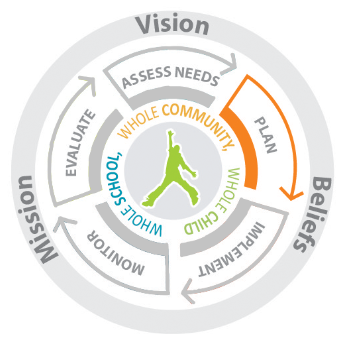 Vision
Beliefs
Mission
ASSESS NEEDS
PLAN
IMPLEMENT
MONITOR
EVALUATE
WHOLE SCHOOL,
WHOLE COMMUNITY,
WHOLE CHILD